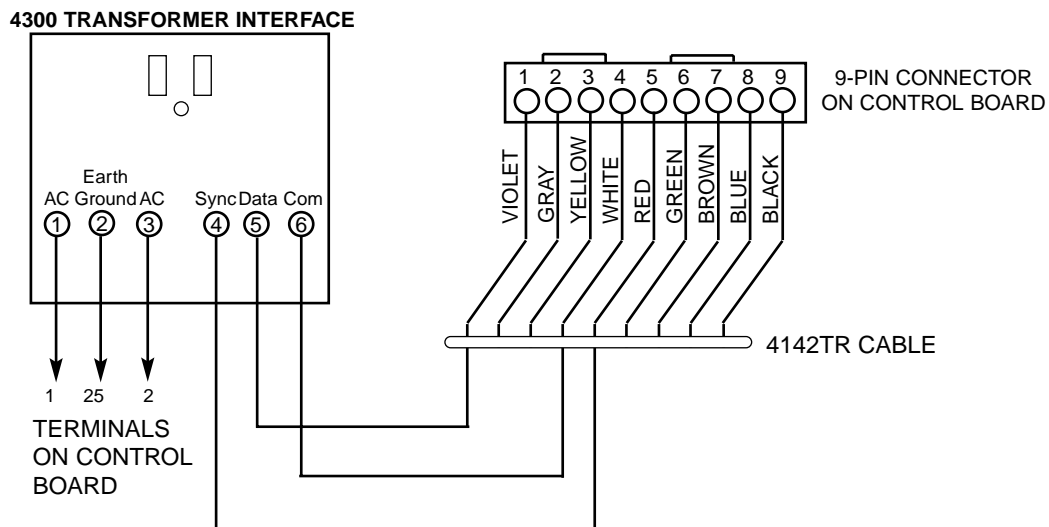 4300 TRANSFORMER INTERFACE
Earth
AC Ground AC Sync Data Com
1 2 3 4 5 6
1 25 2
TERMINALS
ON CONTROL
BOARD
1 2 3 4 5 6 7 8 9
9-PIN CONNECTOR
ON CONTROL BOARD
VIOLET
GRAY
YELLOW
WHITE
RED
GREEN
BROWN
BLUE
BLACK
4142TR CABLE